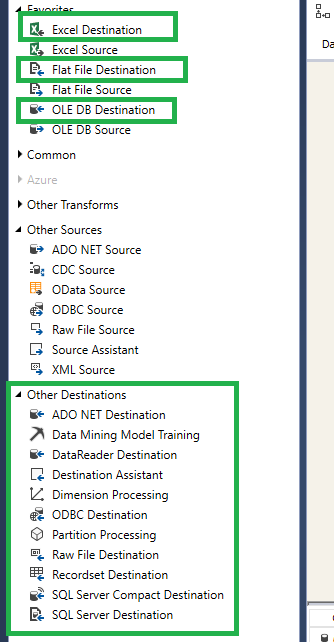 Favorites
Excel Destination
Excel Source
Flat File Destination
Flat File Source
OLE DB Destination
OLE DB Source
Common
Azure
Other Transforms
Other Sources
ADO NET Source
CDC Source
OData Source
ODBC Source
Raw File Source
Source Assistant
XML Source
Other Destinations
ADO NET Destination
Data Mining Model Training
DataReader Destination
Destination Assistant
Dimension Processing
ODBC Destination
Partition Processing
Raw File Destination
Recordset Destination
SQL Server Compact Destination
SQL Server Destination
Da